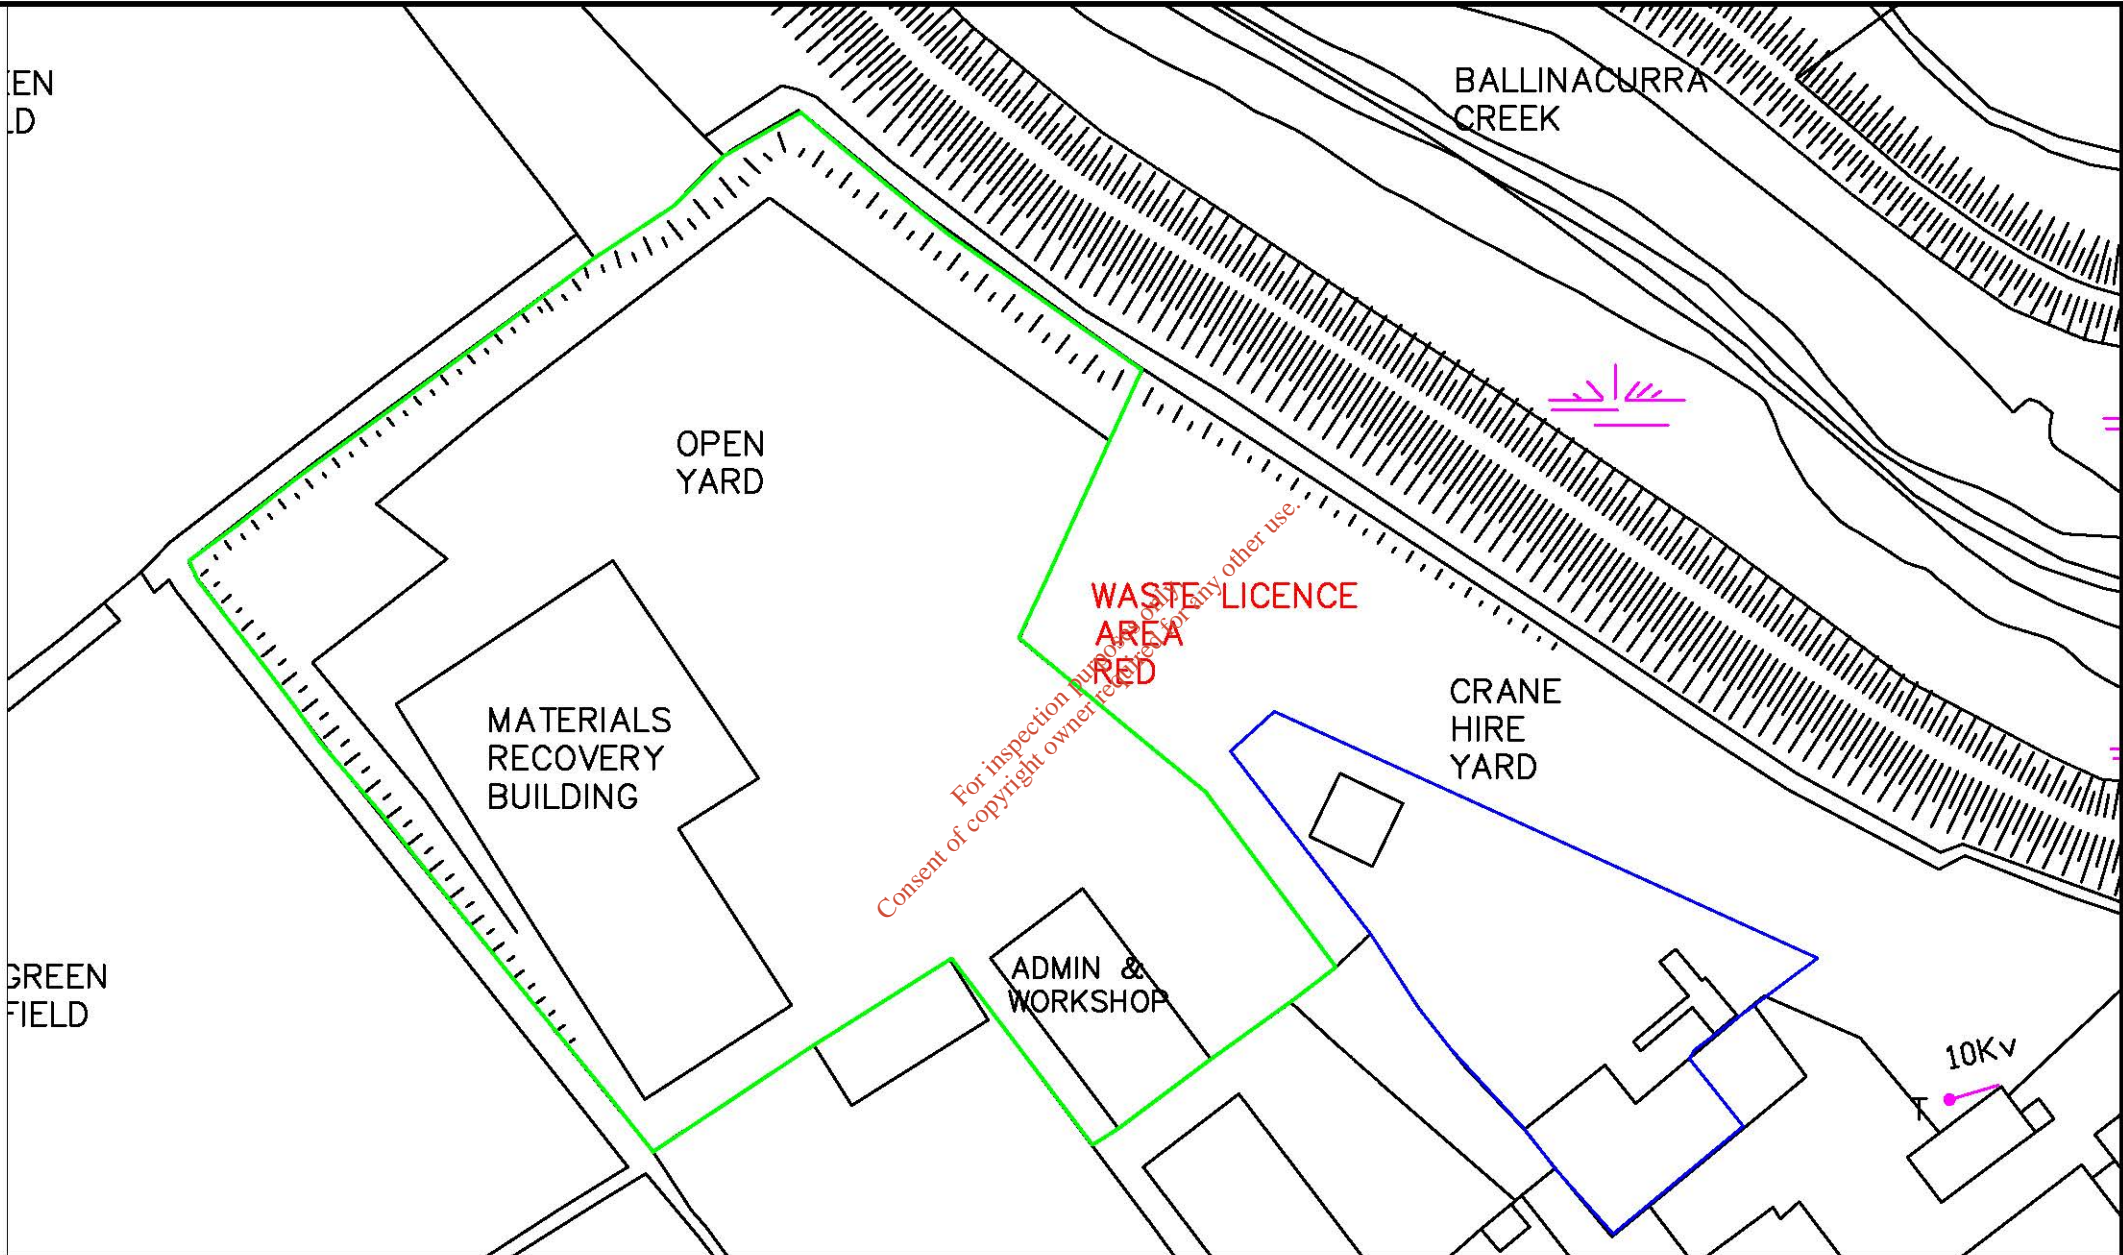 BALLINACURRA
CREEK
OPEN
YARD
WASTE LICENCE
AREA
RED
CRANE
HIRE
YARD
MATERIALS
RECOVERY
BUILDING
For inspection purposes only.
Consent of copyright owner required for any other use.
ADMIN &
WORKSHOP
GREEN
FIELD
10Kv
T